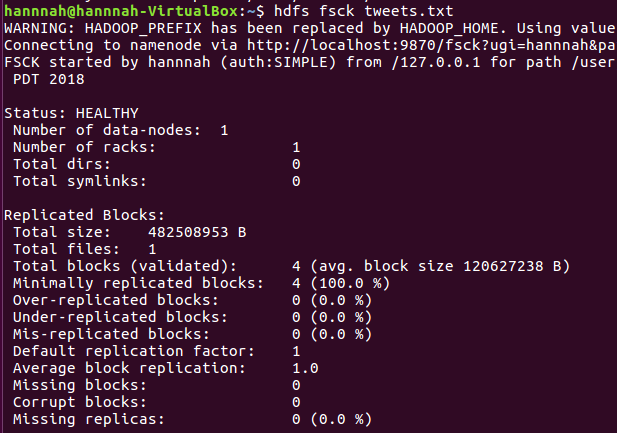 hannnah@hannnah-VirtualBox:~$ hdfs fsck tweets.txt
WARNING: HADOOP_PREFIX has been replaced by HADOOP_HOME. Using value
Connecting to namenode via http://localhost:9870/fsck?ugi=hannnah&pa
FSCK started by hannnah (auth:SIMPLE) from /127.0.0.1 for path /user
 PDT 2018

Status: HEALTHY
 Number of data-nodes:  1
 Number of racks:               1
 Total dirs:                    0
 Total symlinks:                0

Replicated Blocks:
 Total size:    482508953 B
 Total files:   1
 Total blocks (validated):      4 (avg. block size 120627238 B)
 Minimally replicated blocks:   4 (100.0 %)
 Over-replicated blocks:        0 (0.0 %)
 Under-replicated blocks:       0 (0.0 %)
 Mis-replicated blocks:         0 (0.0 %)
 Default replication factor:    1
 Average block replication:     1.0
 Missing blocks:                0
 Corrupt blocks:                0
 Missing replicas:              0 (0.0 %)